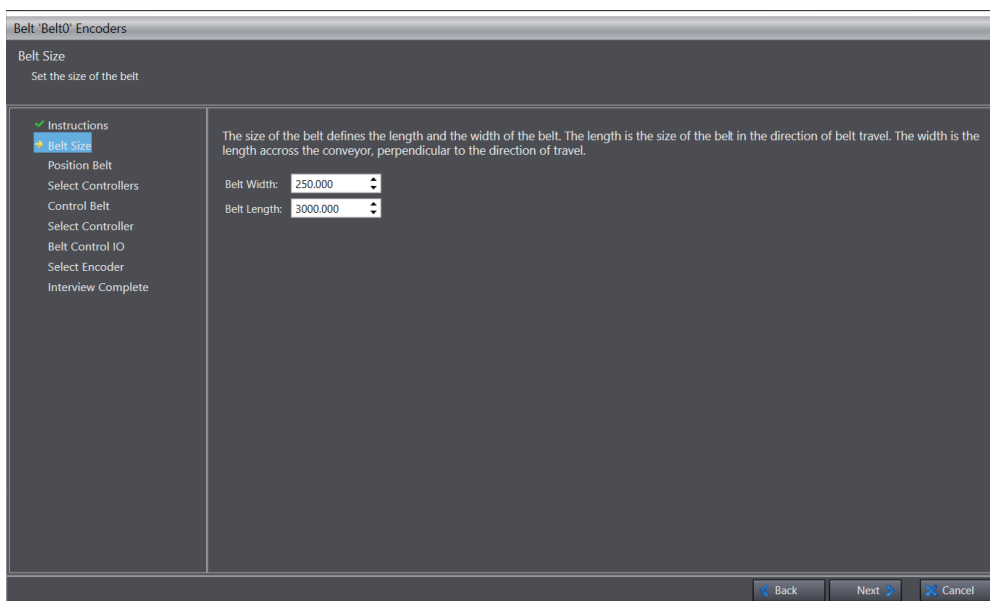 Belt 'Belt0' Encoders
Belt Size
Set the size of the belt
Instructions
Belt Size
Position Belt
Select Controllers
Control Belt
Select Controller
Belt Control IO
Select Encoder
Interview Complete
The size of the belt defines the length and the width of the belt. The length is the size of the belt in the direction of belt travel. The width is the
length accross the conveyor, perpendicular to the direction of travel.
Belt Width: 250.000
Belt Length: 3000.000
Back Next Cancel